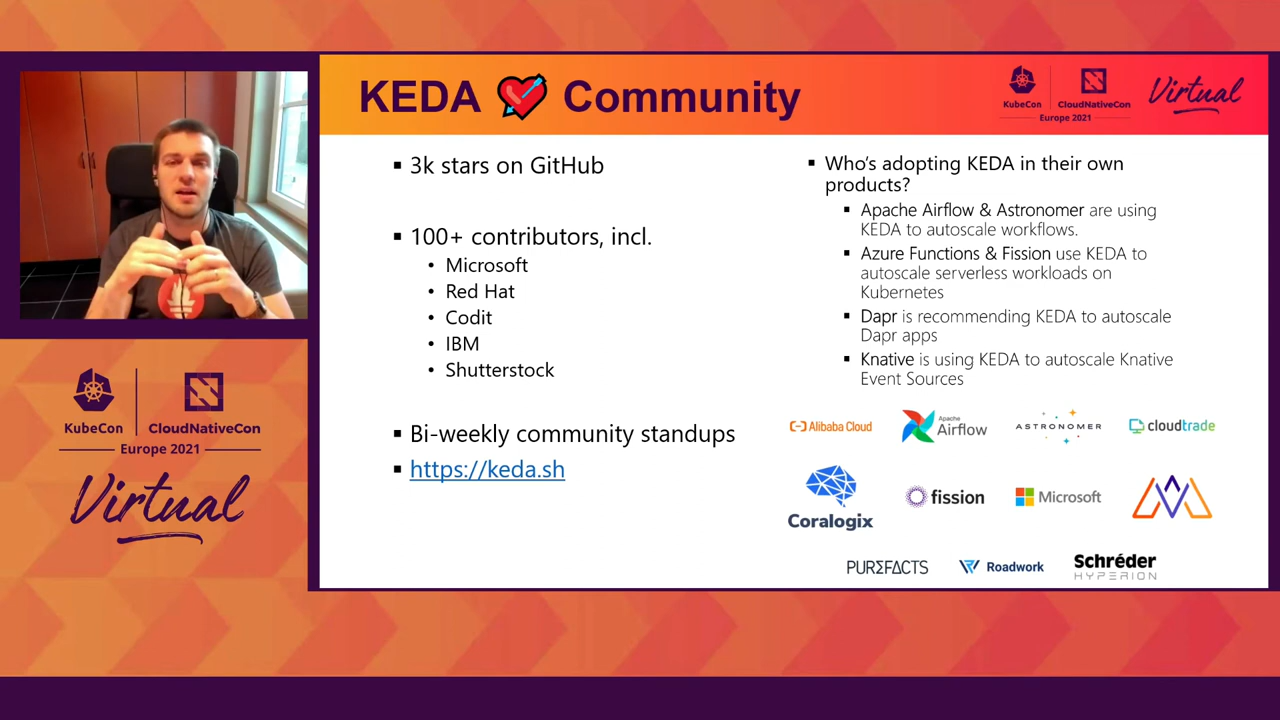 KEDA Community
KubeCon
CloudNativeCon
Europe 2021
Virtual
3k stars on GitHub
100+ contributors, incl.
Microsoft
Red Hat
Codit
IBM
Shutterstock
Bi-weekly community standups
https://keda.sh
Who's adopting KEDA in their own
products?
Apache Airflow & Astronomer are using
KEDA to autoscale workflows.
Azure Functions & Fission use KEDA to
autoscale serverless workloads on
Kubernetes
Dapr is recommending KEDA to autoscale
Dapr apps
Knative is using KEDA to autoscale Knative
Event Sources
Alibaba Cloud
Apache
Airflow
ASTRONOMER
cloudtrade
Coralogix
fission
Microsoft
PURΣFΔCTS
Roadwork
Schréder
HYPERION
KubeCon
CloudNativeCon
Europe 2021
Virtual